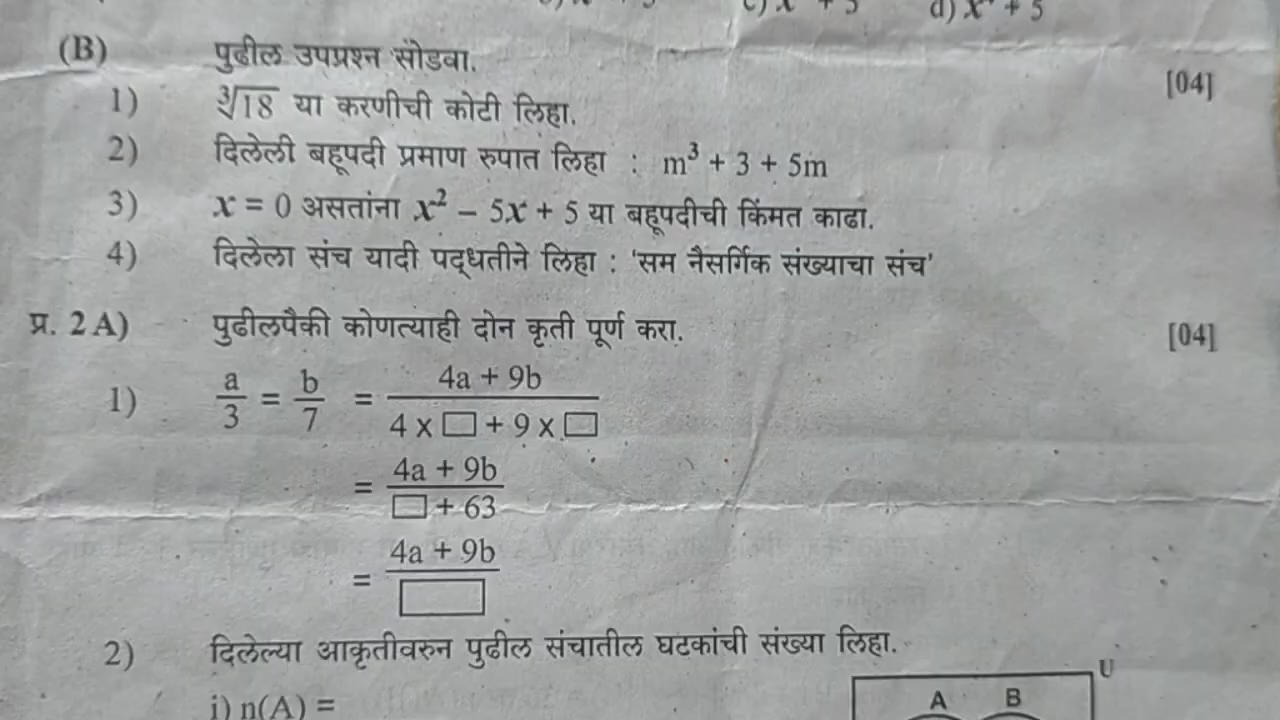 c) x + 5 d) x + 5
(B) पुढील उपप्रश्न सोडवा. [04]
1) ∛18 या करणीची कोटी लिहा.
2) दिलेली बहूपदी प्रमाण रुपात लिहा : m³ + 3 + 5m
3) x = 0 असतांना x² – 5x + 5 या बहूपदीची किंमत काढा.
4) दिलेला संच यादी पद्धतीने लिहा : 'सम नैसर्गिक संख्याचा संच'
प्र. 2 A) पुढीलपैकी कोणत्याही दोन कृती पूर्ण करा. [04]
1) a/3 = b/7 = (4a + 9b)/(4 x □ + 9 x □)
= (4a + 9b)/(□ + 63)
= (4a + 9b)/□
2) दिलेल्या आकृतीवरुन पुढील संचातील घटकांची संख्या लिहा.
U
i) n(A) = A B